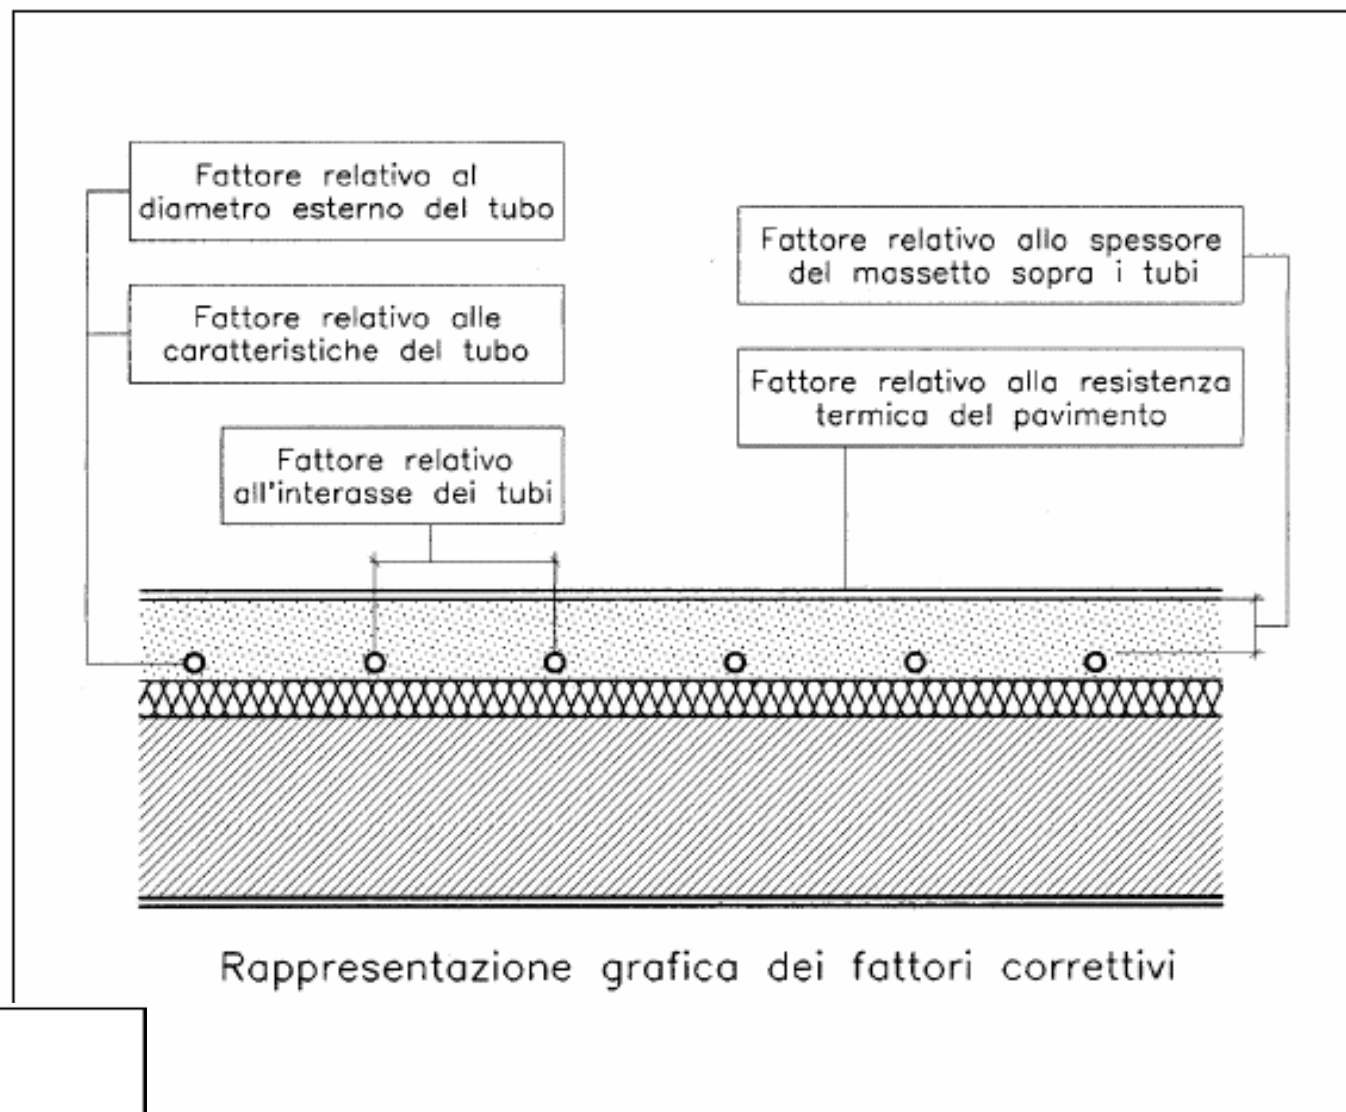 Fattore relativo al
diametro esterno del tubo
Fattore relativo alle
caratteristiche del tubo
Fattore relativo
all'interasse dei tubi
Fattore relativo allo spessore
del massetto sopra i tubi
Fattore relativo alla resistenza
termica del pavimento
Rappresentazione grafica dei fattori correttivi